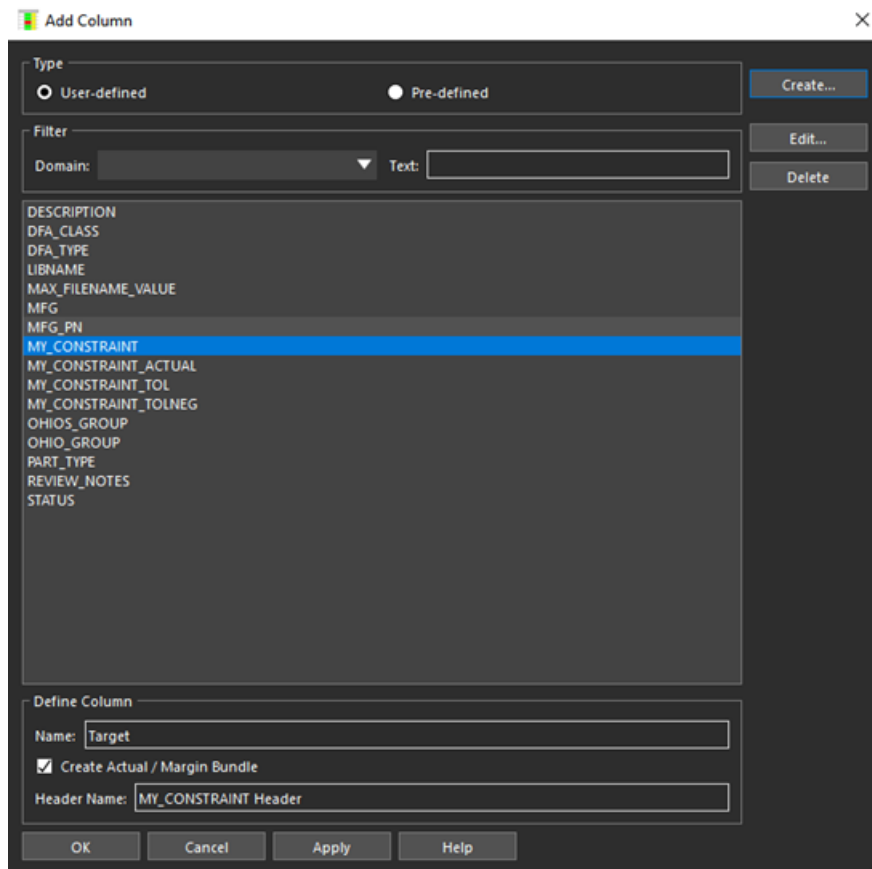 Add Column
Type
User-defined Pre-defined
Create...
Filter
Edit...
Domain: Text:
Delete
DESCRIPTION
DFA_CLASS
DFA_TYPE
LIBNAME
MAX_FILENAME_VALUE
MFG
MFG_PN
MY_CONSTRAINT
MY_CONSTRAINT_ACTUAL
MY_CONSTRAINT_TOL
MY_CONSTRAINT_TOLNEG
OHIOS_GROUP
OHIO_GROUP
PART_TYPE
REVIEW_NOTES
STATUS
Define Column
Name: Target
Create Actual / Margin Bundle
Header Name: MY_CONSTRAINT Header
OK Cancel Apply Help